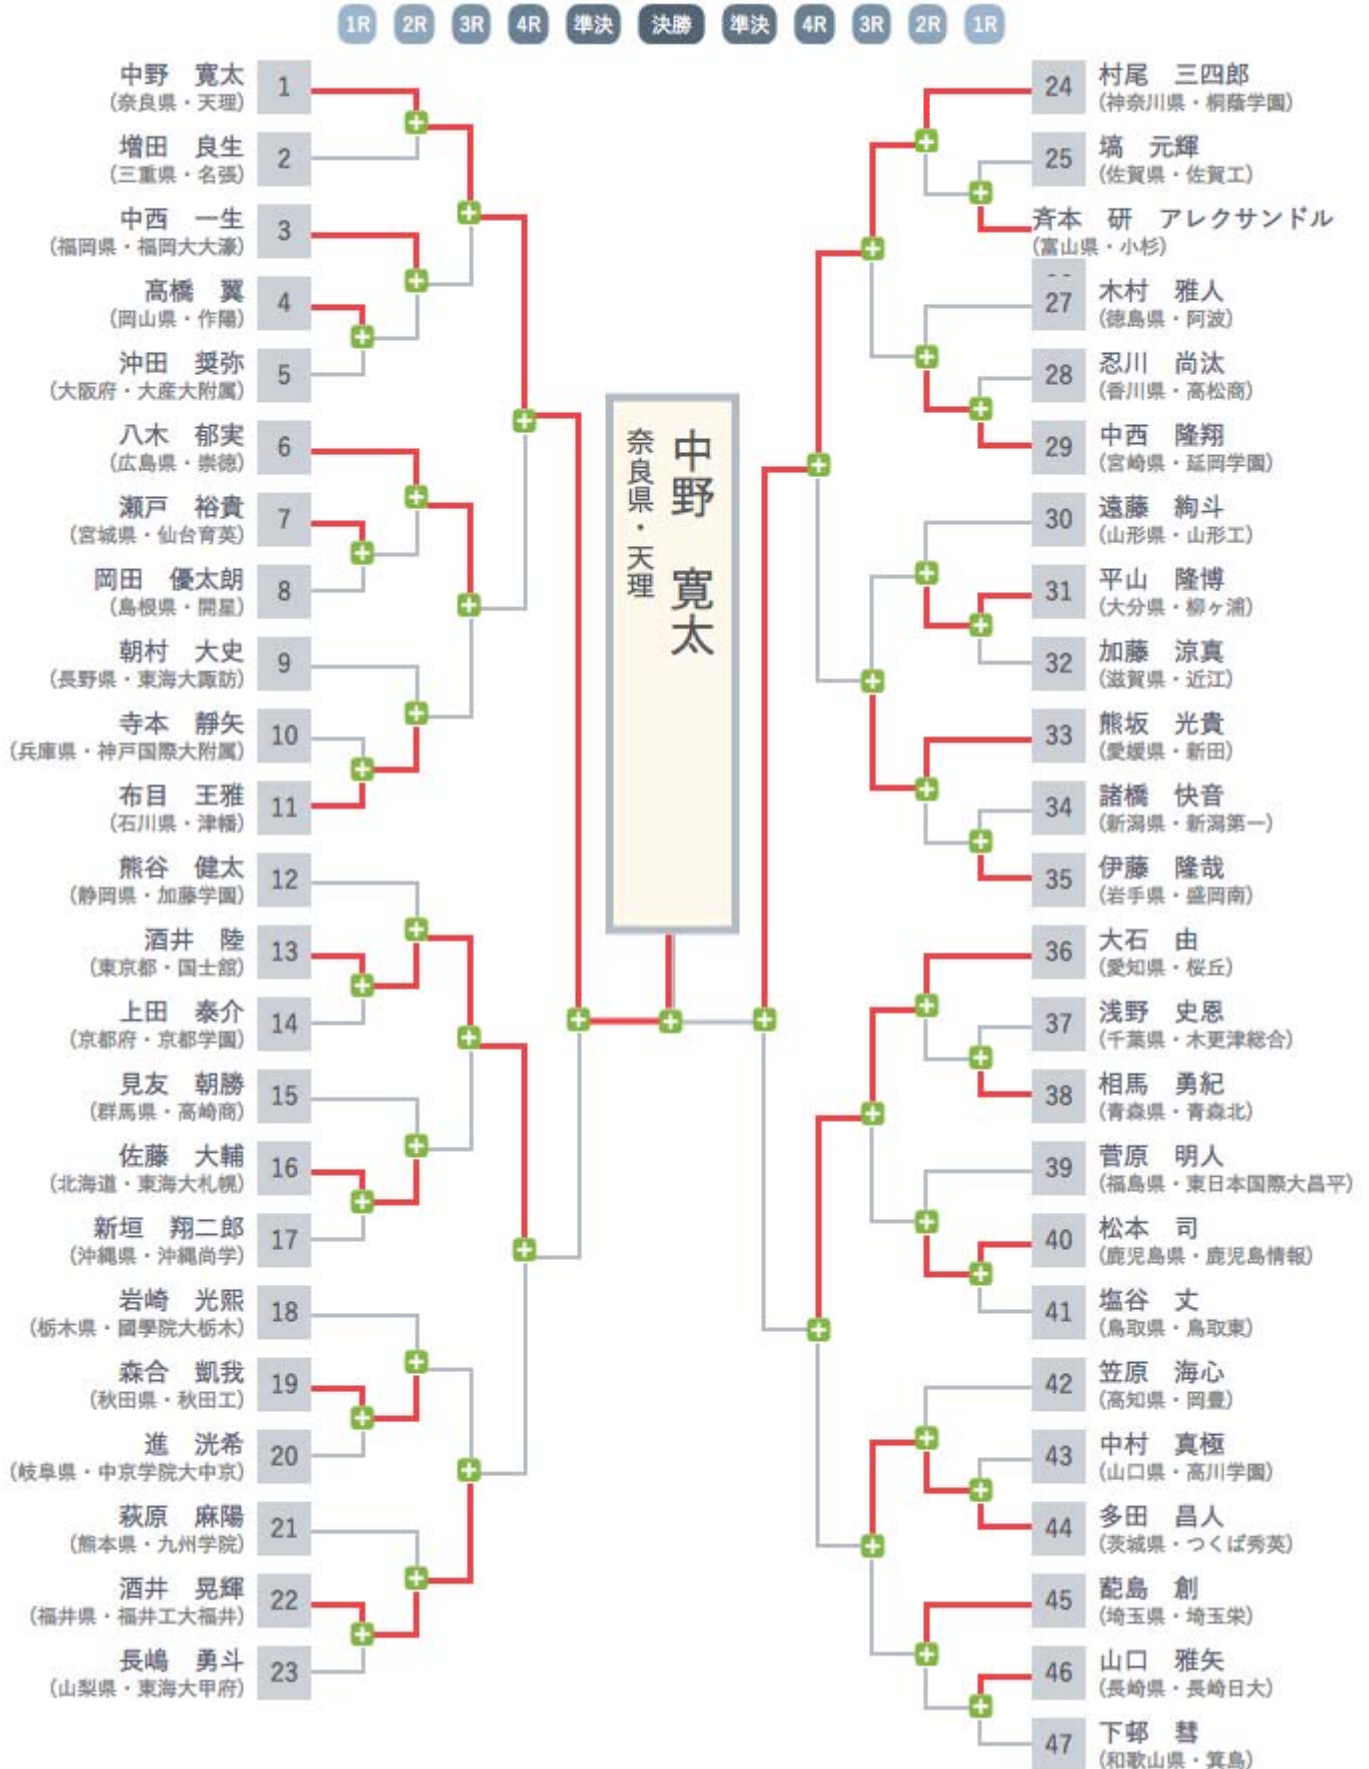 1R 2R 3R 4R 準決 決勝 準決 4R 3R 2R 1R
中野 寛太
(奈良県・天理)
1
増田 良生
(三重県・名張)
2
中西 一生
(福岡県・福岡大大濠)
3
髙橋 翼
(岡山県・作陽)
4
沖田 奨弥
(大阪府・大産大附属)
5
八木 郁実
(広島県・崇徳)
6
瀬戸 裕貴
(宮城県・仙台育英)
7
岡田 優太朗
(島根県・開星)
8
朝村 大史
(長野県・東海大諏訪)
9
寺本 靜矢
(兵庫県・神戸国際大附属)
10
布目 王雅
(石川県・津幡)
11
熊谷 健太
(静岡県・加藤学園)
12
酒井 陸
(東京都・国士館)
13
上田 泰介
(京都府・京都学園)
14
見友 朝勝
(群馬県・高崎商)
15
佐藤 大輔
(北海道・東海大札幌)
16
新垣 翔二郎
(沖縄県・沖縄尚学)
17
岩崎 光熙
(栃木県・國學院大栃木)
18
森合 凱我
(秋田県・秋田工)
19
進 洸希
(岐阜県・中京学院大中京)
20
萩原 麻陽
(熊本県・九州学院)
21
酒井 晃輝
(福井県・福井工大福井)
22
長嶋 勇斗
(山梨県・東海大甲府)
23
中野 寛太
奈良県・天理
24
村尾 三四郎
(神奈川県・桐蔭学園)
25
塙 元輝
(佐賀県・佐賀工)
斉本 研 アレクサンドル
(富山県・小杉)
27
木村 雅人
(徳島県・阿波)
28
忍川 尚汰
(香川県・高松商)
29
中西 隆翔
(宮崎県・延岡学園)
30
遠藤 絢斗
(山形県・山形工)
31
平山 隆博
(大分県・柳ヶ浦)
32
加藤 涼真
(滋賀県・近江)
33
熊坂 光貴
(愛媛県・新田)
34
諸橋 快音
(新潟県・新潟第一)
35
伊藤 隆哉
(岩手県・盛岡南)
36
大石 由
(愛知県・桜丘)
37
浅野 史恩
(千葉県・木更津総合)
38
相馬 勇紀
(青森県・青森北)
39
菅原 明人
(福島県・東日本国際大昌平)
40
松本 司
(鹿児島県・鹿児島情報)
41
塩谷 丈
(鳥取県・鳥取東)
42
笠原 海心
(高知県・岡豊)
43
中村 真極
(山口県・高川学園)
44
多田 昌人
(茨城県・つくば秀英)
45
蓜島 創
(埼玉県・埼玉栄)
46
山口 雅矢
(長崎県・長崎日大)
47
下邨 彗
(和歌山県・箕島)